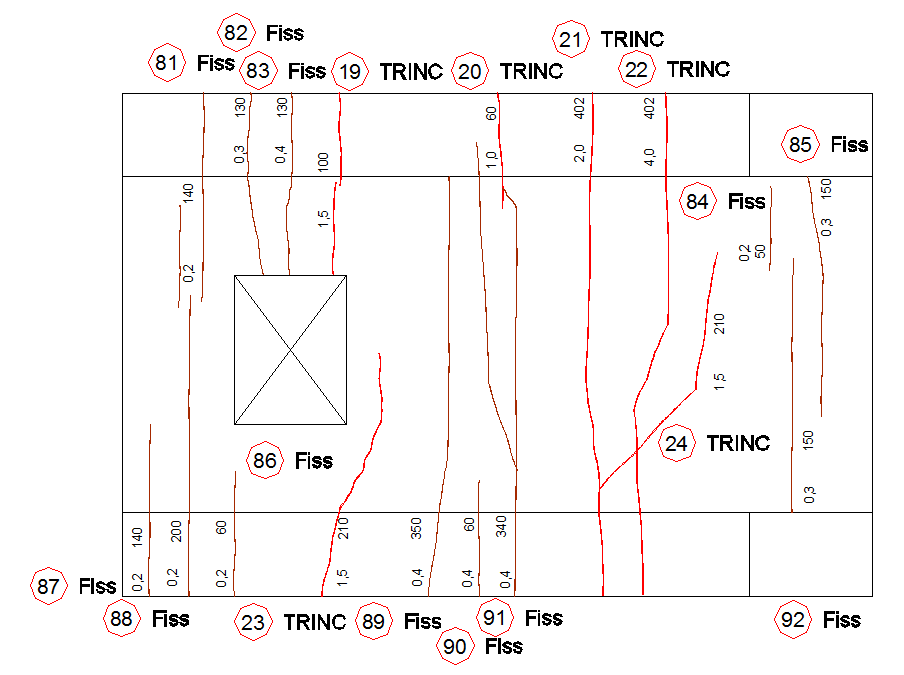 82 Fiss
21 TRINC
81 Fiss
83 Fiss
19 TRINC
20 TRINC
22 TRINC
130
130
60
402
402
0,3
0,4
100
1,0
2,0
4,0
85 Fiss
140
1,5
84 Fiss
150
0,3
0,2
0,2
50
210
1,5
24 TRINC
150
0,3
86 Fiss
140
200
60
210
350
60
340
0,2
0,2
0,2
1,5
0,4
0,4
0,4
87 Fiss
88 Fiss
23 TRINC
89 Fiss
91 Fiss
92 Fiss
90 Fiss